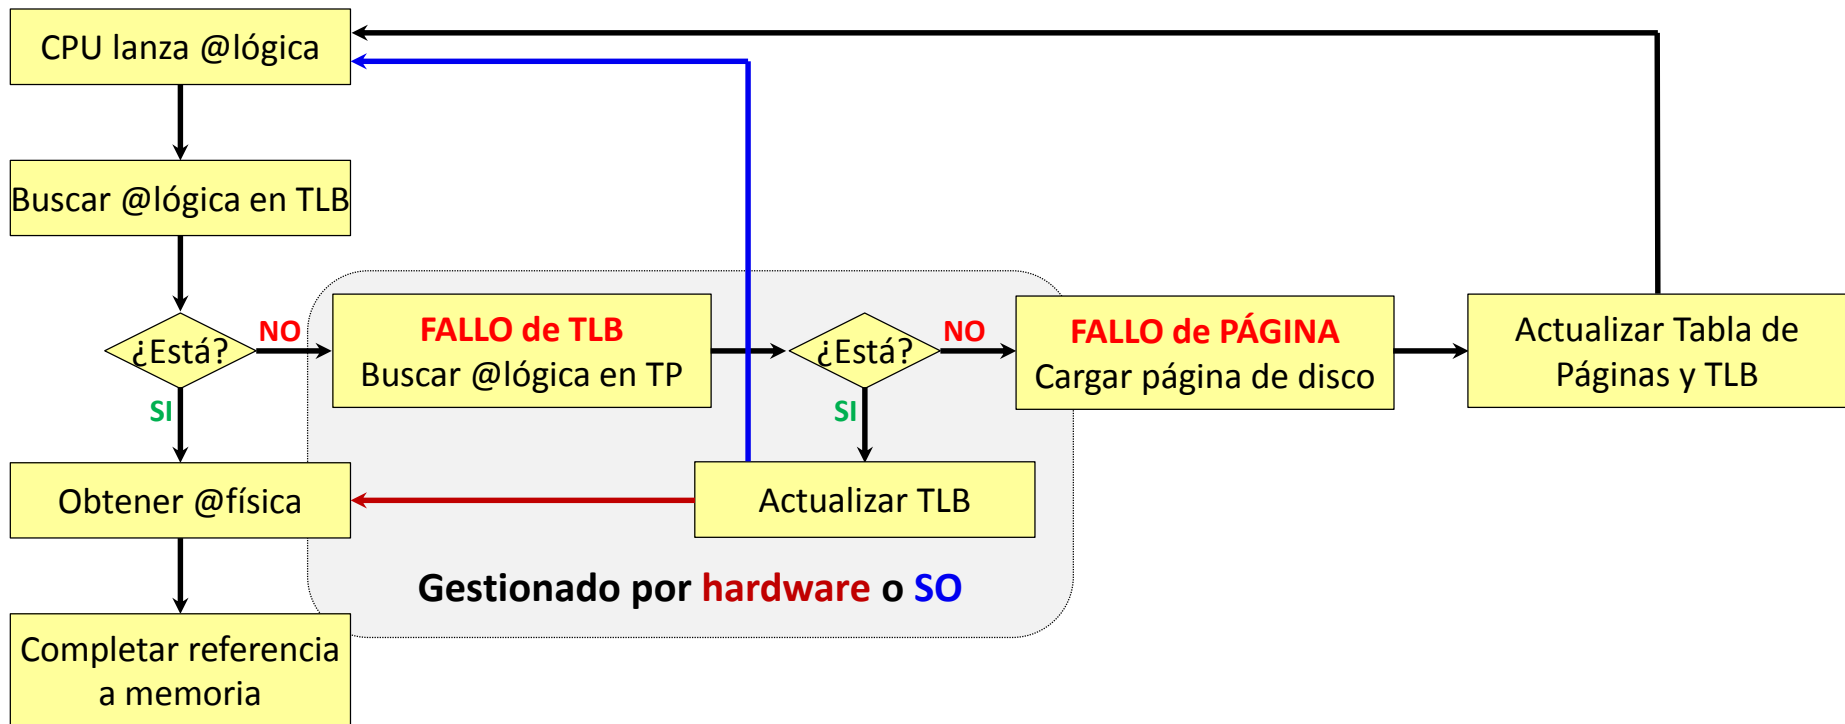 CPU lanza @lógica
Buscar @lógica en TLB
¿Está?
NO
SI
FALLO de TLB
Buscar @lógica en TP
¿Está?
NO
SI
FALLO de PÁGINA
Cargar página de disco
Actualizar Tabla de
Páginas y TLB
Obtener @física
Actualizar TLB
Gestionado por hardware o SO
Completar referencia
a memoria